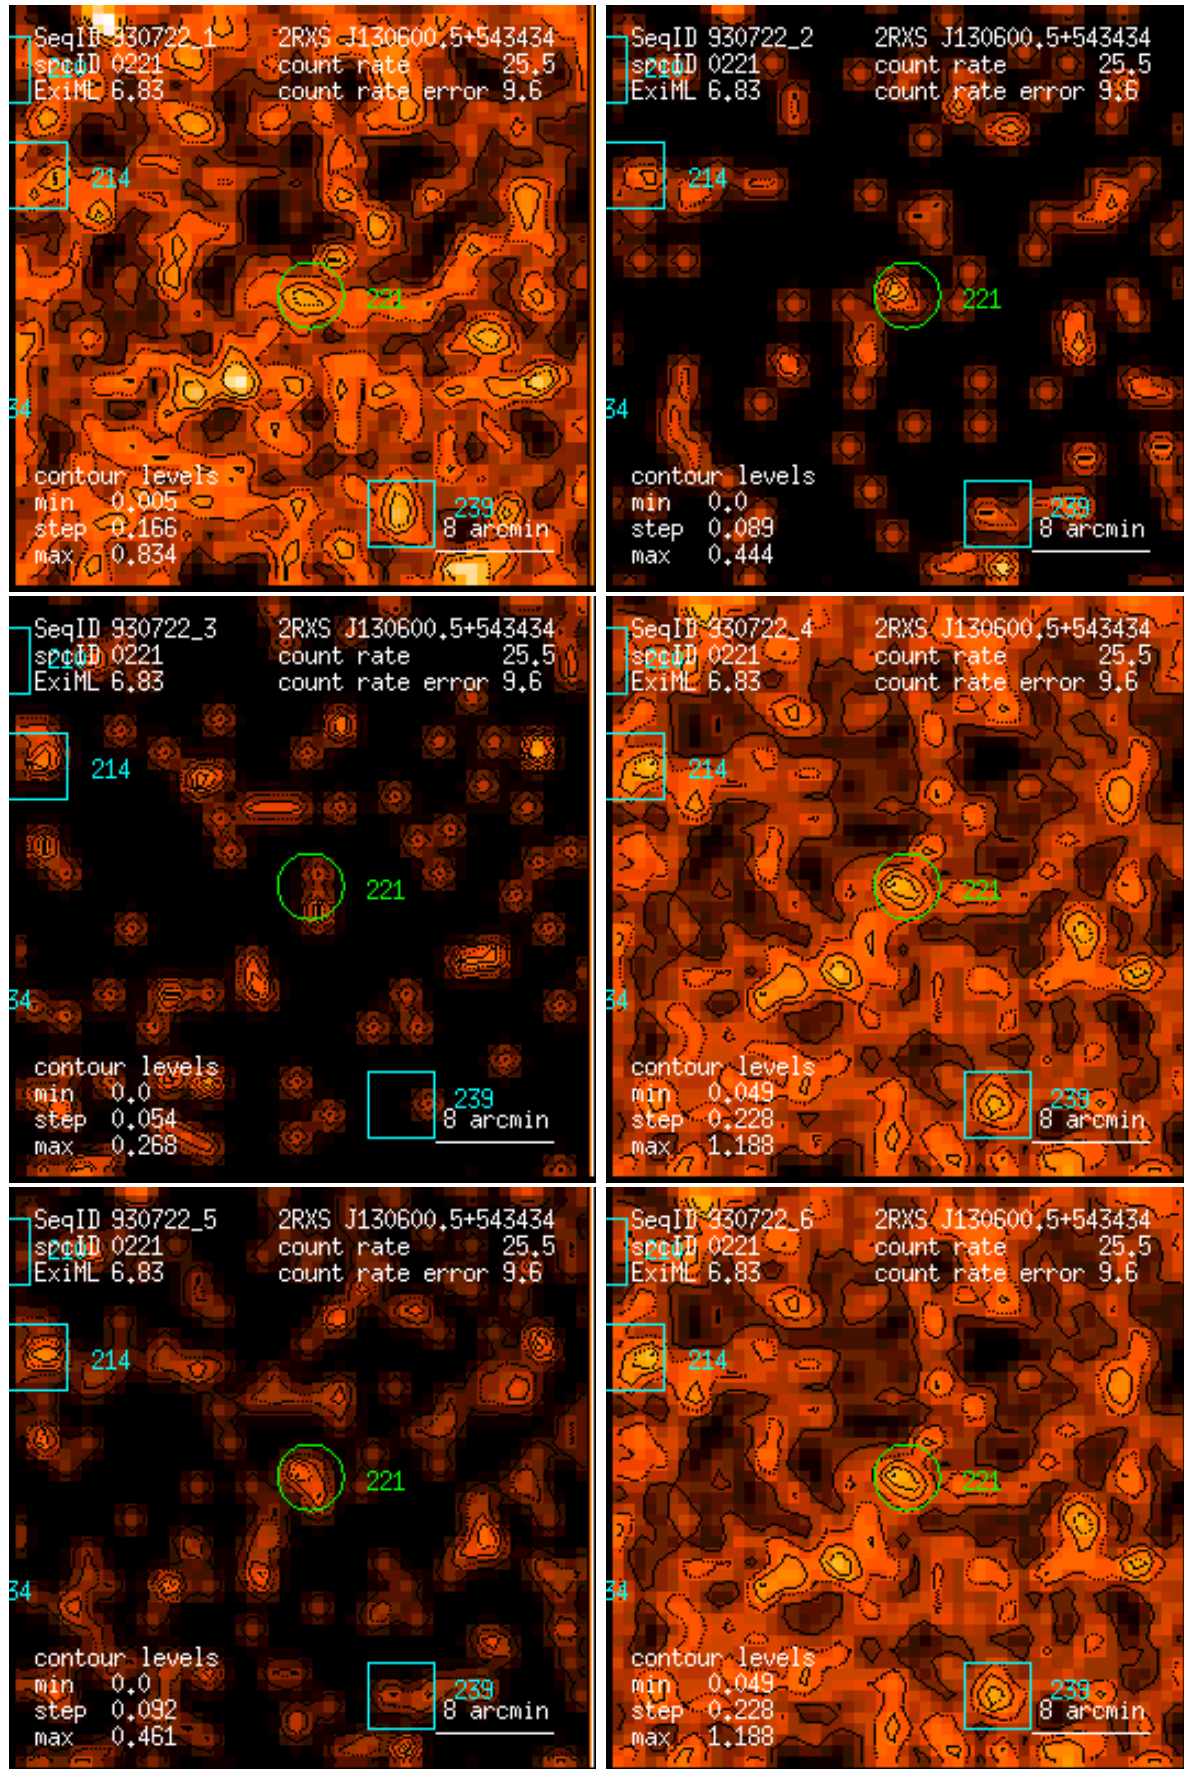 SeqID 930722_1 2RXS J130600.5+543434
srcID 0221 count rate 25.5
210
ExiML 6.83 count rate error 9.6
214
221
34
contour levels
min 0.005
239
step 0.166 8 arcmin
max 0.834
SeqID 930722_2 2RXS J130600.5+543434
srcID 0221 count rate 25.5
210
ExiML 6.83 count rate error 9.6
214
221
34
contour levels
min 0.0
239
step 0.089 8 arcmin
max 0.444
SeqID 930722_3 2RXS J130600.5+543434
srcID 0221 count rate 25.5
210
ExiML 6.83 count rate error 9.6
214
221
34
contour levels
min 0.0
239
step 0.054 8 arcmin
max 0.268
SeqID 930722_4 2RXS J130600.5+543434
srcID 0221 count rate 25.5
210
ExiML 6.83 count rate error 9.6
214
221
34
contour levels
min 0.049
239
step 0.228 8 arcmin
max 1.188
SeqID 930722_5 2RXS J130600.5+543434
srcID 0221 count rate 25.5
210
ExiML 6.83 count rate error 9.6
214
221
34
contour levels
min 0.0
239
step 0.092 8 arcmin
max 0.461
SeqID 930722_6 2RXS J130600.5+543434
srcID 0221 count rate 25.5
210
ExiML 6.83 count rate error 9.6
214
221
34
contour levels
min 0.049
239
step 0.228 8 arcmin
max 1.188